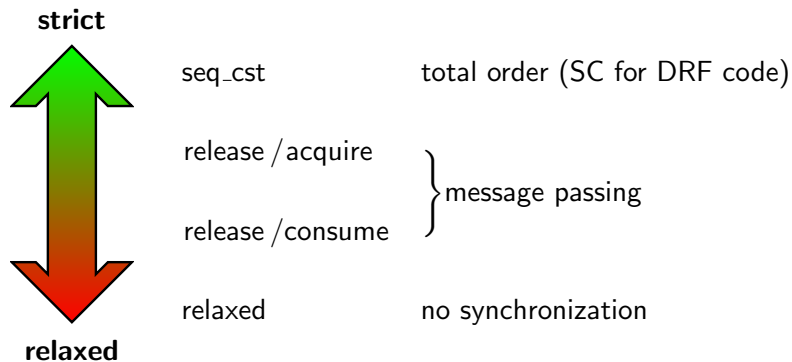 strict
seq_cst total order (SC for DRF code)
release/acquire
message passing
release/consume
relaxed no synchronization
relaxed